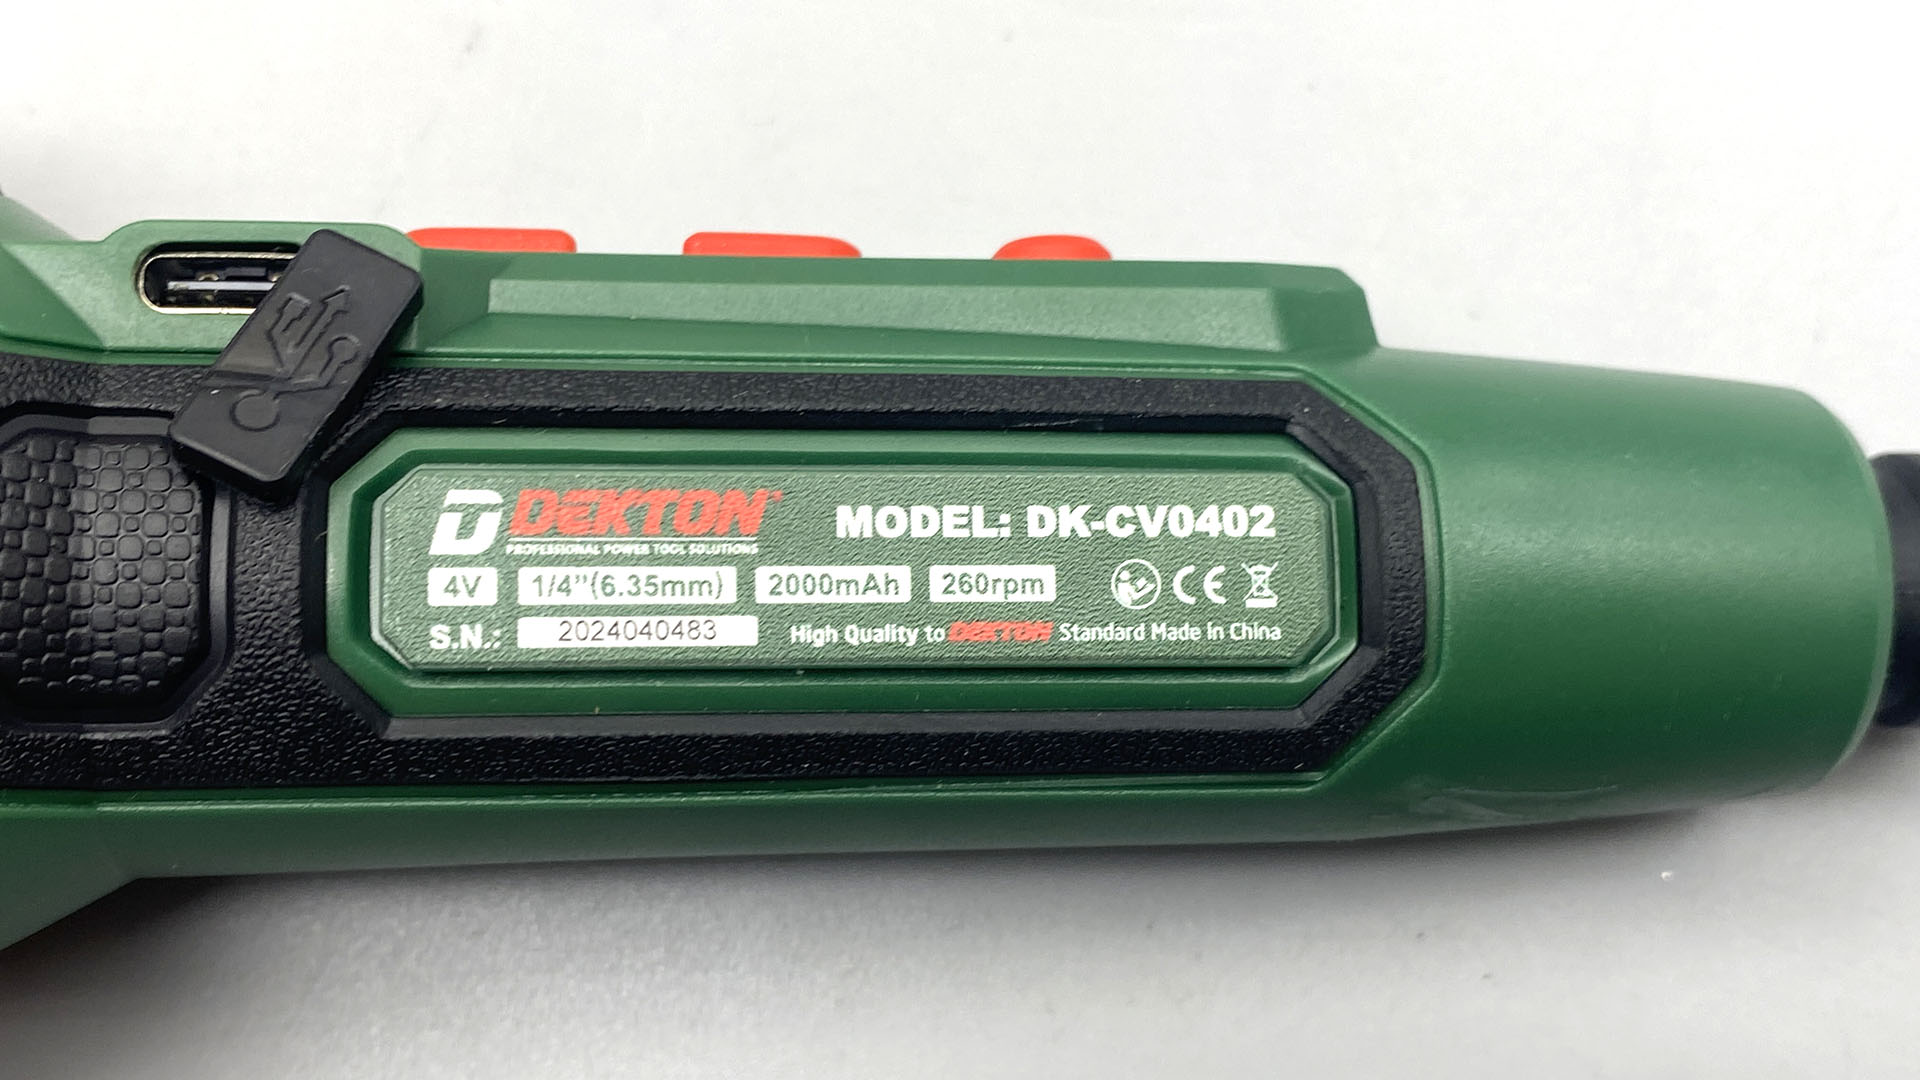 DEKTON®
PROFESSIONAL POWER TOOL SOLUTIONS
MODEL: DK-CV0402
4V 1/4”(6.35mm) 2000mAh 260rpm CE
S.N.: 2024040483
High Quality to DEKTON Standard Made in China